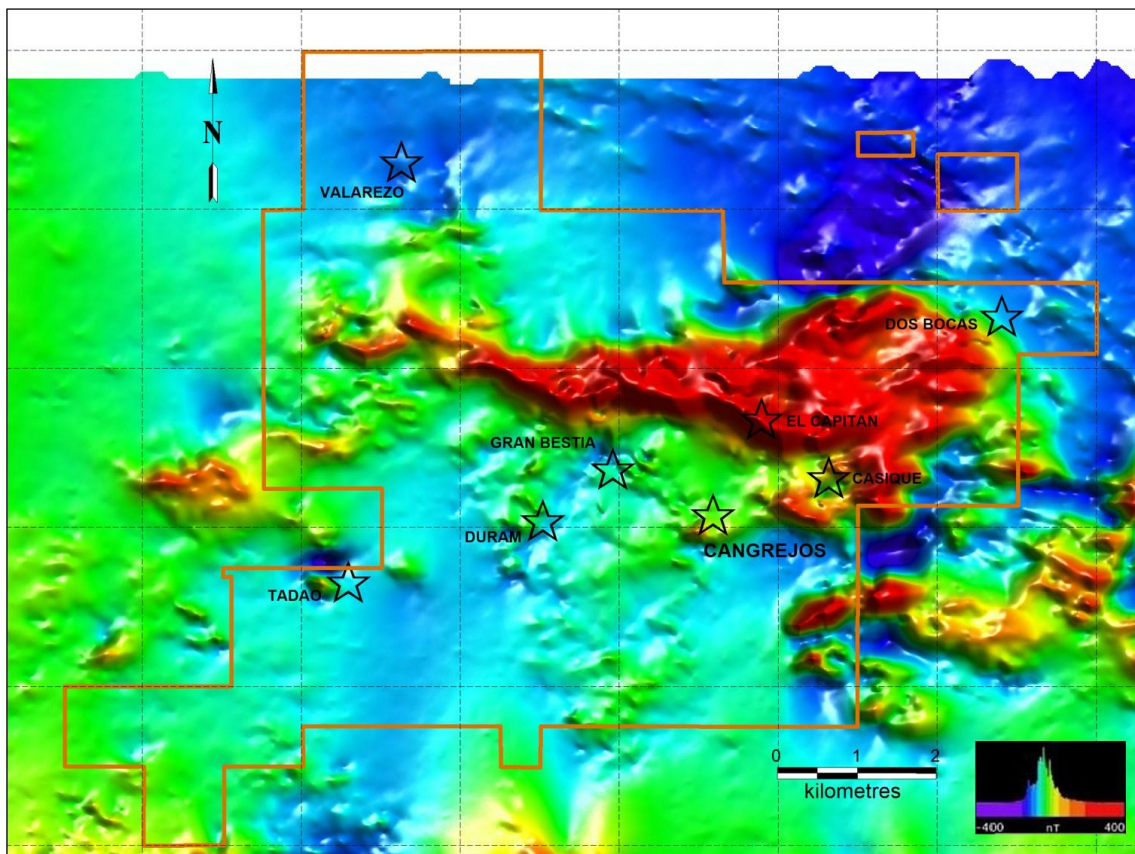 N
VALAREZO
DOS BOCAS
EL CAPITAN
GRAN BESTIA
CASIQUE
DURAM
CANGREJOS
TADAO
0 1 2
kilometres
-400 nT 400